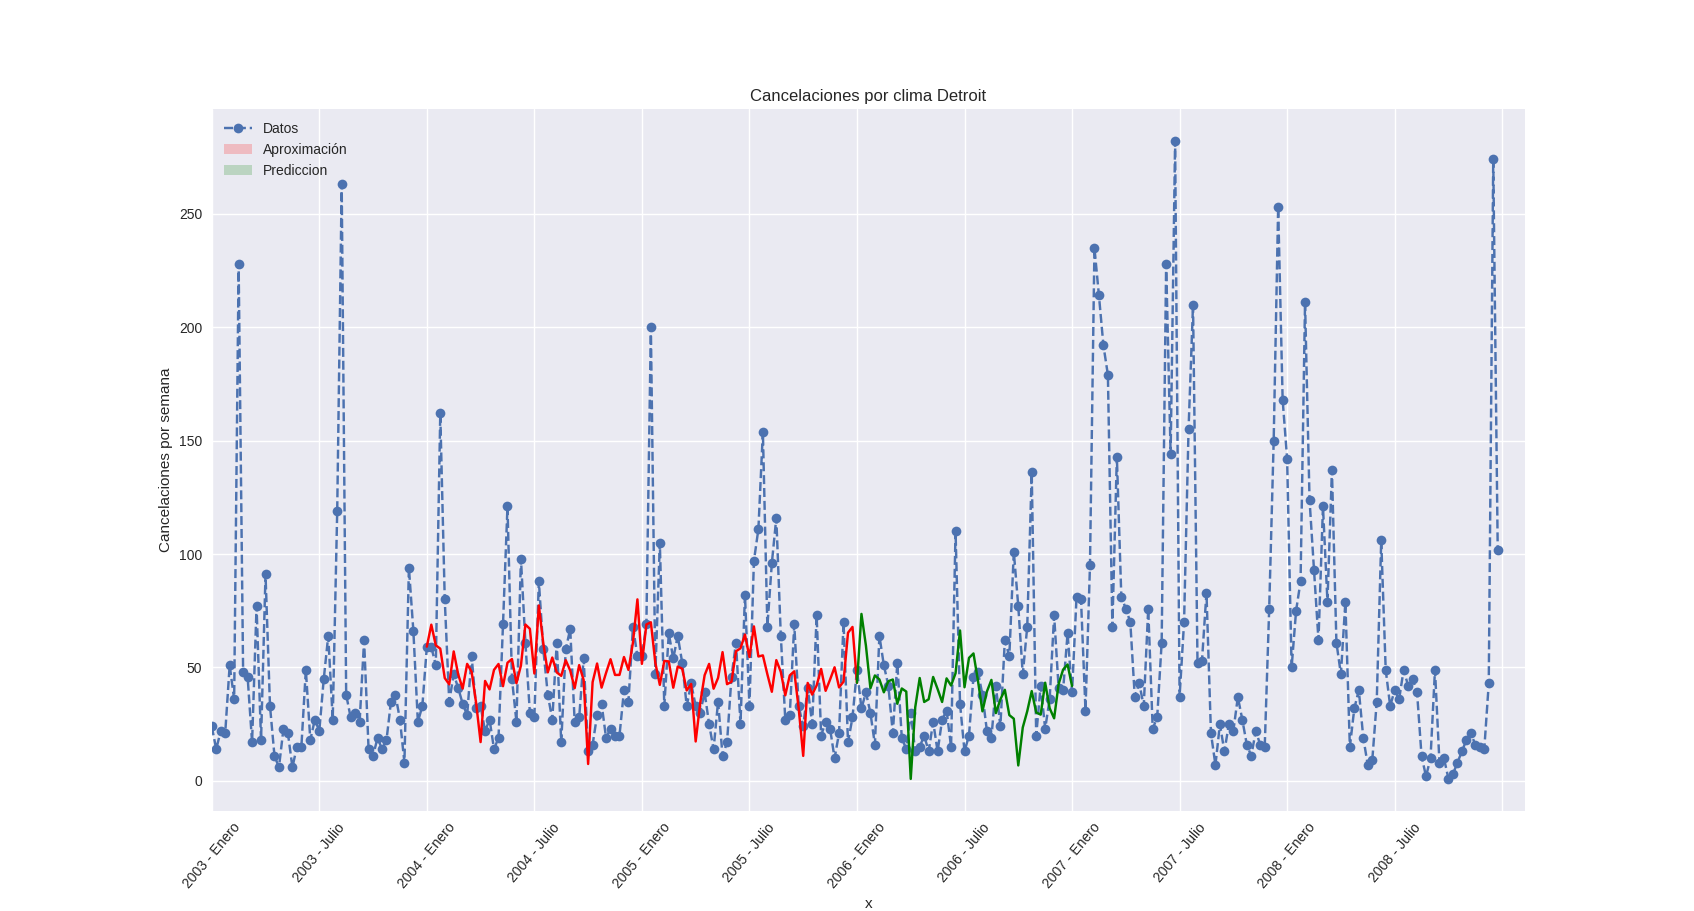 Cancelaciones por clima Detroit
Datos
Aproximación
Prediccion
Cancelaciones por semana
250
200
150
100
50
0
2003 - Enero
2003 - Julio
2004 - Enero
2004 - Julio
2005 - Enero
2005 - Julio
2006 - Enero
2006 - Julio
2007 - Enero
2007 - Julio
2008 - Enero
2008 - Julio
x